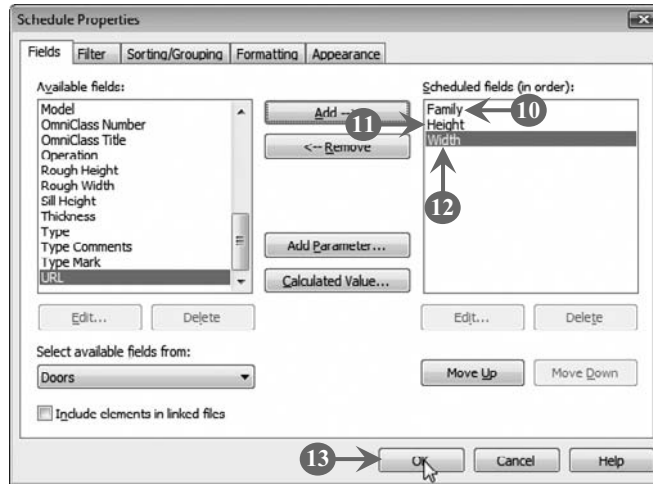 Schedule Properties
Fields Filter Sorting/Grouping Formatting Appearance
Available fields:
Model
OmniClass Number
OmniClass Title
Operation
Rough Height
Rough Width
Sill Height
Thickness
Type
Type Comments
Type Mark
URL
Edit... Delete
Select available fields from:
Doors
Include elements in linked files
Add -->
<-- Remove
Add Parameter...
Calculated Value...
Scheduled fields (in order):
Family 10
11 Height
Width
12
Edit... Delete
Move Up Move Down
13 OK Cancel Help